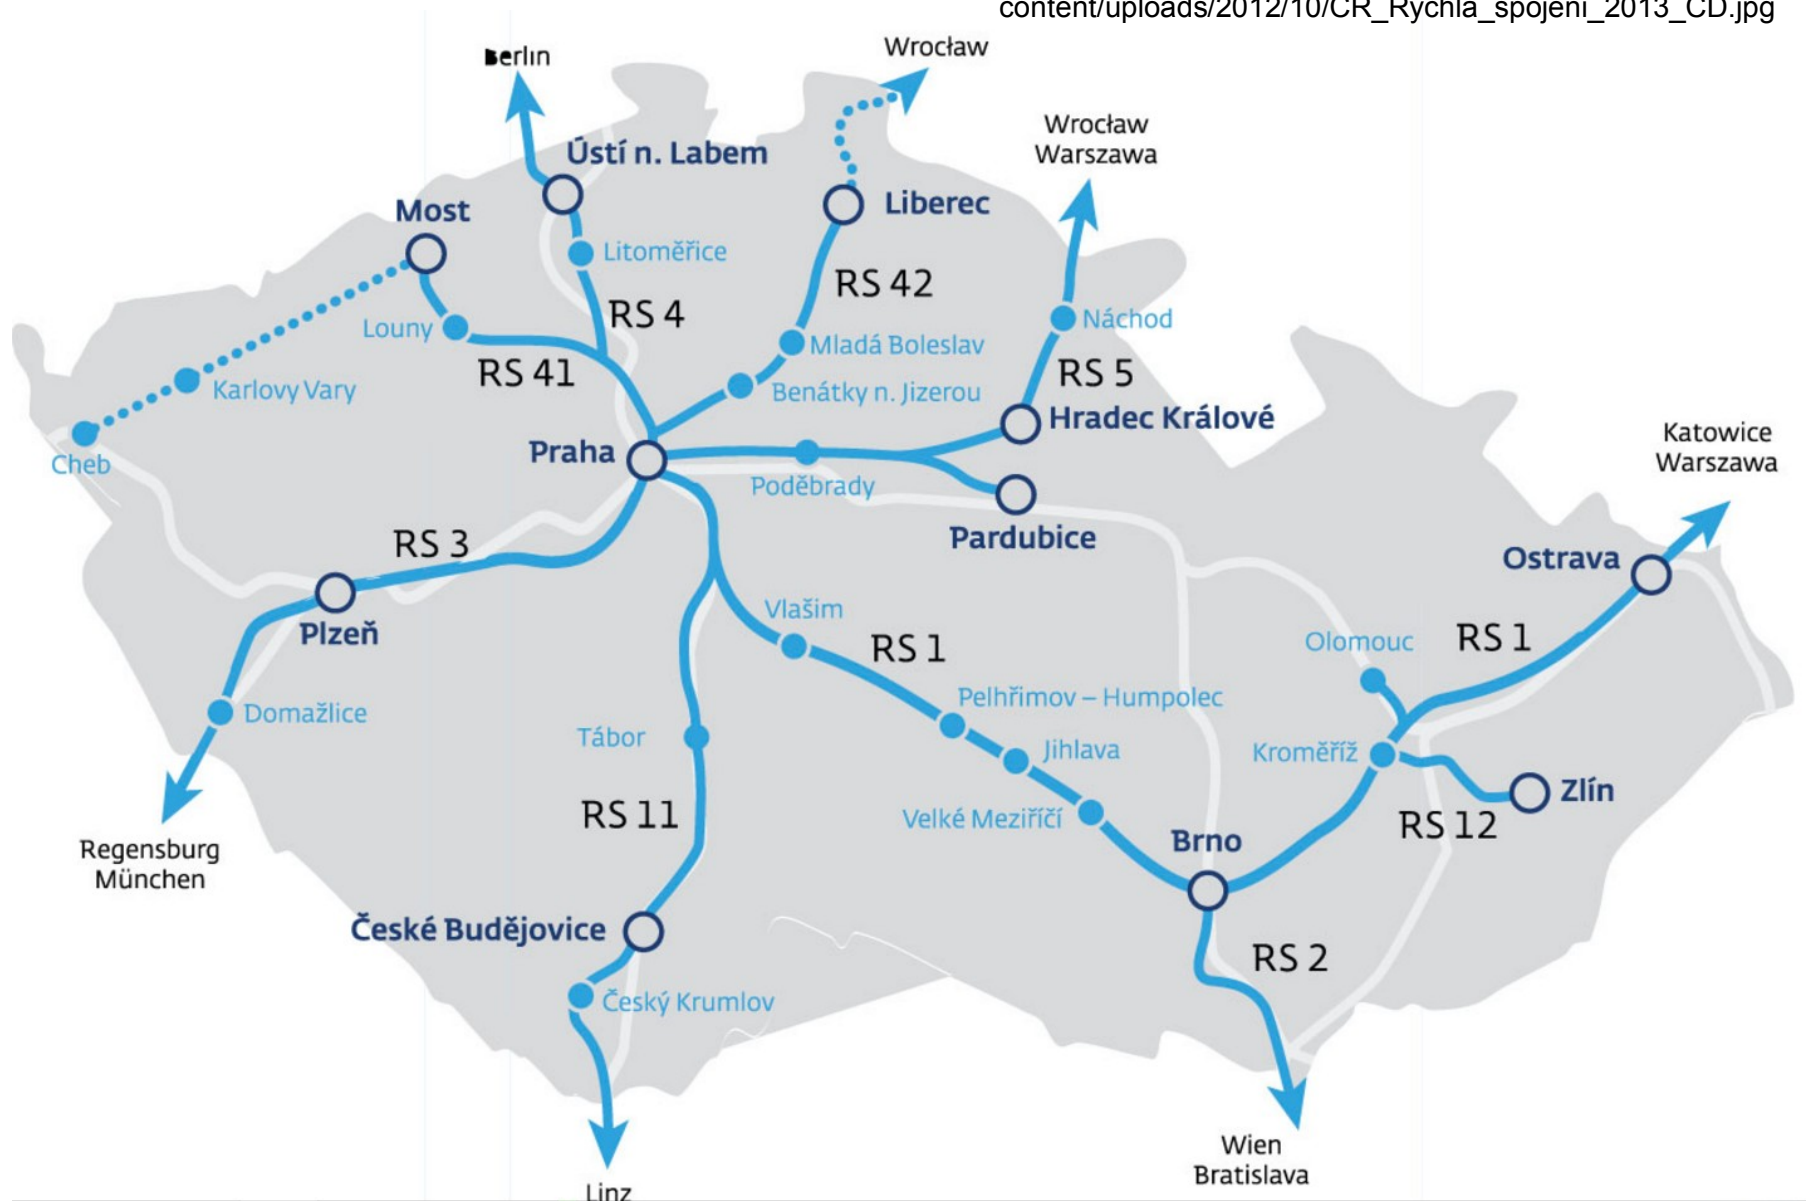 content/uploads/2012/10/CR_Rychla_spojeni_2013_CD.jpg
Berlin
Wrocław
Wrocław
Warszawa
Ústí n. Labem
Most
Liberec
Litoměřice
RS 42
RS 4
Louny
Náchod
Mladá Boleslav
RS 41
RS 5
Karlovy Vary
Benátky n. Jizerou
Hradec Králové
Katowice
Warszawa
Praha
Cheb
Poděbrady
Pardubice
RS 3
Ostrava
Plzeň
Vlašim
RS 1
RS 1
Olomouc
Pelhřimov – Humpolec
Domažlice
Tábor
Jihlava
Kroměříž
Zlín
RS 11
Velké Meziříčí
RS 12
Brno
Regensburg
München
České Budějovice
RS 2
Český Krumlov
Wien
Bratislava
Linz